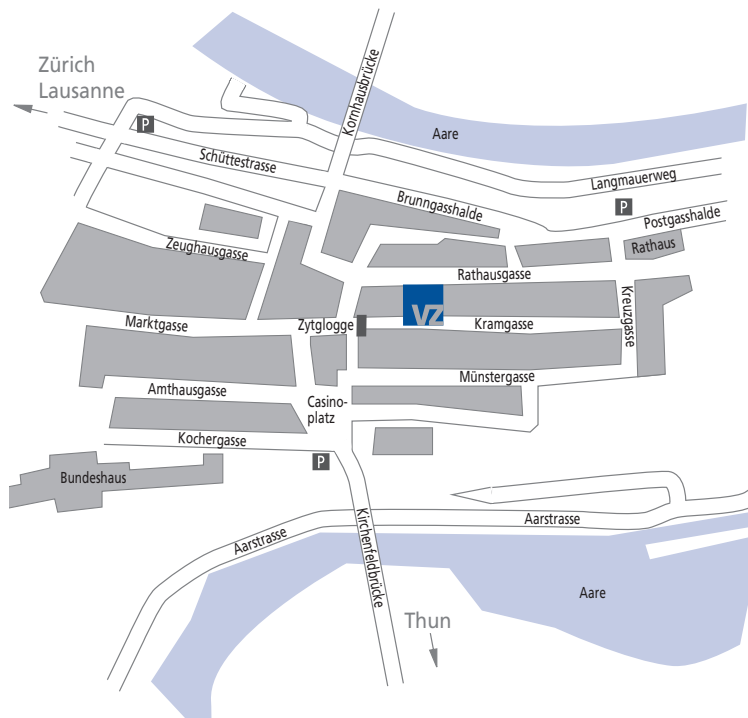 Zürich
Lausanne
Kornhausbrücke
Aare
P
Schüttestrasse
Langmauerweg
Brunngasshalde
P
Postgasshalde
Zeughausgasse
Rathaus
Rathausgasse
Kreuzgasse
VZ
Marktgasse
Zytglogge
Kramgasse
Münstergasse
Amthausgasse
Casino-
platz
Kochergasse
P
Bundeshaus
Kirchenfeldbrücke
Aarstrasse
Aarstrasse
Aare
Thun